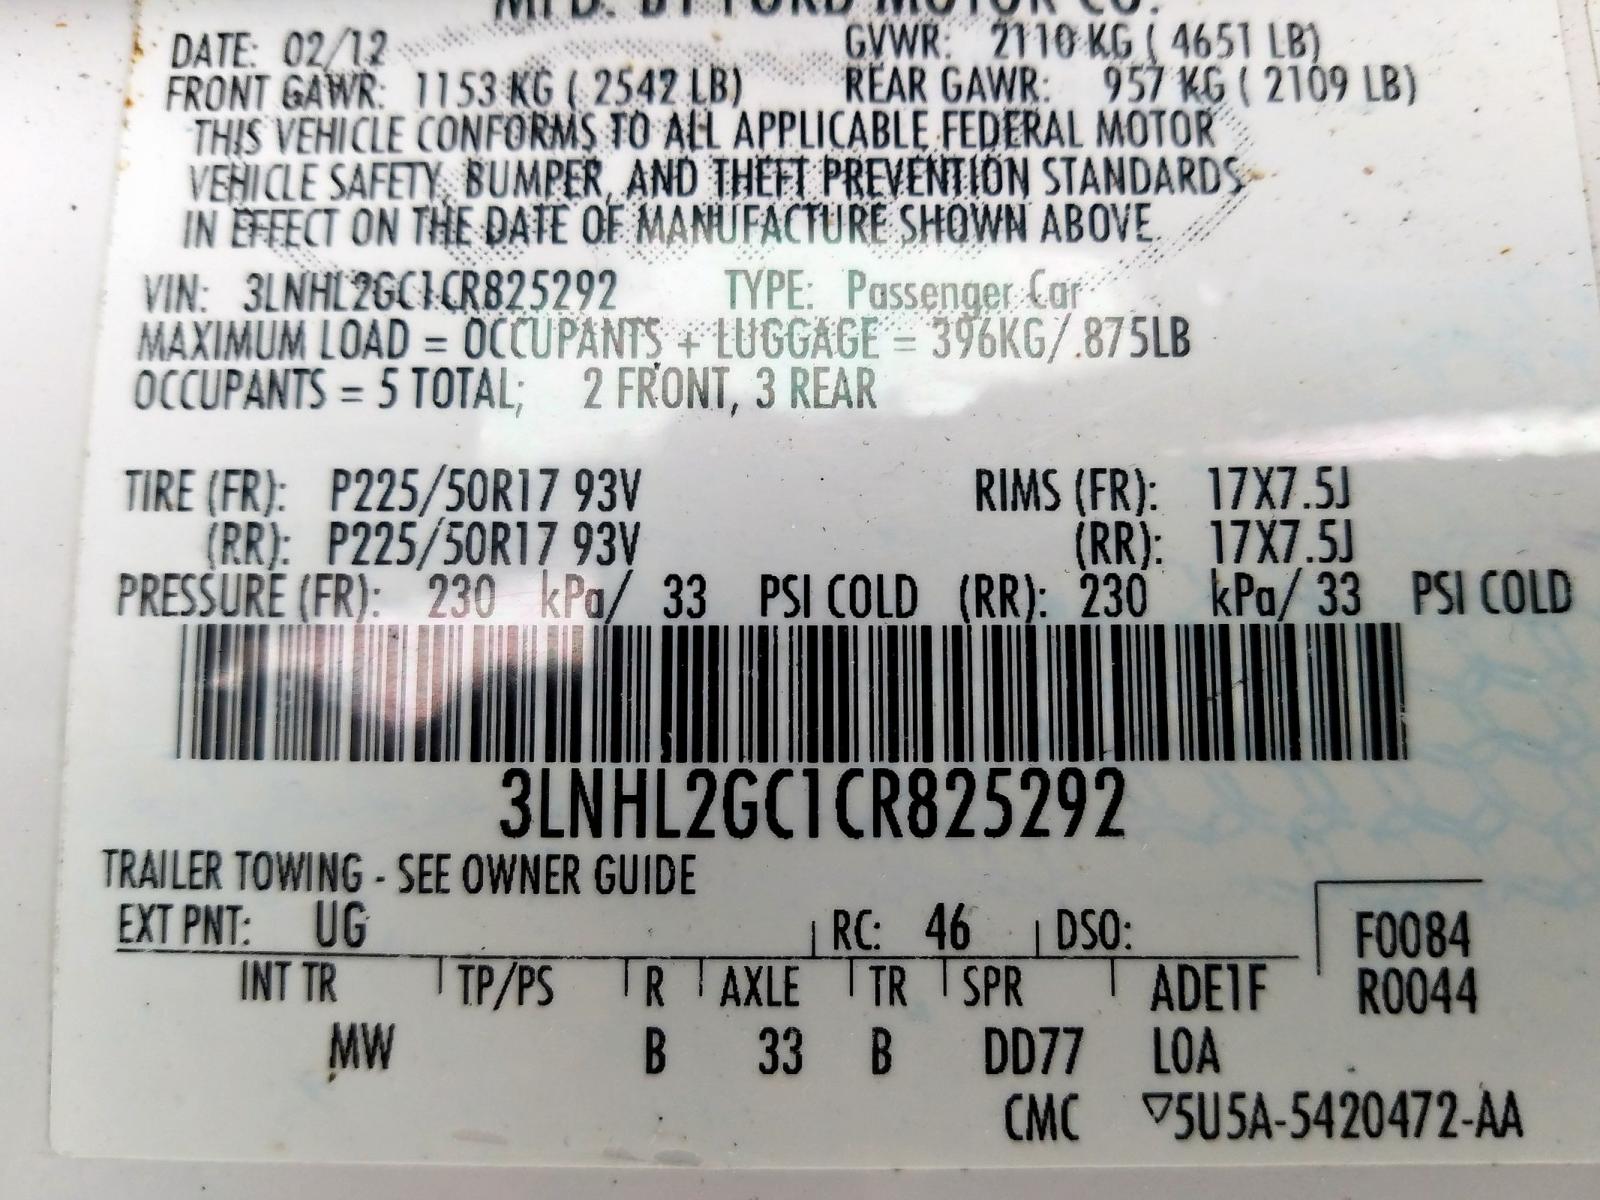 MFD. BY FORD MOTOR CO.
DATE: 02/12 GVWR: 2110 KG ( 4651 LB)
FRONT GAWR: 1153 KG ( 2542 LB) REAR GAWR: 957 KG ( 2109 LB)
THIS VEHICLE CONFORMS TO ALL APPLICABLE FEDERAL MOTOR
VEHICLE SAFETY, BUMPER, AND THEFT PREVENTION STANDARDS
IN EFFECT ON THE DATE OF MANUFACTURE SHOWN ABOVE.
VIN: 3LNHL2GC1CR825292 TYPE: Passenger Car
MAXIMUM LOAD = OCCUPANTS + LUGGAGE = 396KG/ 875LB
OCCUPANTS = 5 TOTAL; 2 FRONT, 3 REAR
TIRE (FR): P225/50R17 93V RIMS (FR): 17X7.5J
(RR): P225/50R17 93V (RR): 17X7.5J
PRESSURE (FR): 230 kPa/ 33 PSI COLD (RR): 230 kPa/ 33 PSI COLD
3LNHL2GC1CR825292
TRAILER TOWING - SEE OWNER GUIDE
EXT PNT: UG RC: 46 DSO: F0084
INT TR TP/PS R AXLE TR SPR ADE1F R0044
MW B 33 B DD77 LOA
CMC ▽5U5A-5420472-AA